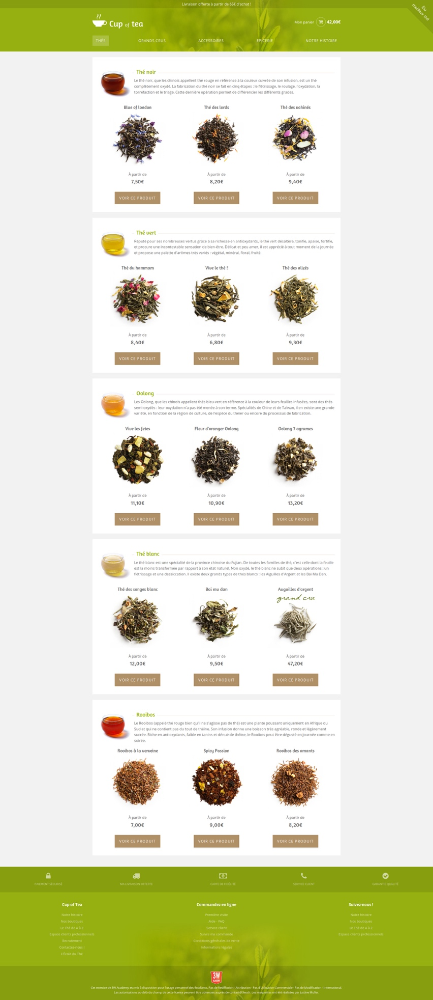 Livraison offerte à partir de 65€ d'achat !
Élu
meilleur thé
Cup of tea
Mon panier 42,00€
THÉS GRANDS CRUS ACCESSOIRES EPICERIE NOTRE HISTOIRE
Thé noir
Le thé noir, que les chinois appellent thé rouge en référence à la couleur cuivrée de son infusion, est un thé
complètement oxydé. La fabrication du thé noir se fait en cinq étapes : le flétrissage, le roulage, l'oxydation, la
torréfaction et le triage. Cette dernière opération permet de différencier les différents grades.
Blue of london Thé des lords Thé des vahinés
À partir de À partir de À partir de
7,50€ 8,20€ 9,40€
VOIR CE PRODUIT VOIR CE PRODUIT VOIR CE PRODUIT
Thé vert
Réputé pour ses nombreuses vertus grâce à sa richesse en antioxydants, le thé vert désaltère, tonifie, apaise, fortifie,
et procure une incontestable sensation de bien-être. Délicat et peu amer, il est apprécié à tout moment de la journée
et propose une palette d'arômes très variés : végétal, minéral, floral, fruité.
Thé du hammam Vive le thé ! Thé des alizés
À partir de À partir de À partir de
8,40€ 6,80€ 9,30€
VOIR CE PRODUIT VOIR CE PRODUIT VOIR CE PRODUIT
Oolong
Les Oolong, que les chinois appellent thés bleu-vert en référence à la couleur de leurs feuilles infusées, sont des thés
semi-oxydés : leur oxydation n'a pas été menée à son terme. Spécialités de Chine et de Taïwan, il en existe une grande
variété, en fonction de la région de culture, de l'espèce du théier ou encore du processus de fabrication.
Vive les fetes Fleur d'oranger Oolong Oolong 7 agrumes
À partir de À partir de À partir de
11,10€ 10,90€ 13,20€
VOIR CE PRODUIT VOIR CE PRODUIT VOIR CE PRODUIT
Thé blanc
Le thé blanc est une spécialité de la province chinoise du Fujian. De toutes les familles de thé, c'est celle dont la feuille
est la moins transformée par rapport à son état naturel. Non oxydé, le thé blanc ne subit que deux opérations : un
flétrissage et une dessiccation. Il existe deux grands types de thés blancs : les Aiguilles d'Argent et les Bai Mu Dan.
Thé des songes blanc Boi mu dan Auguilles d'argent
grand cru
À partir de À partir de À partir de
12,00€ 9,50€ 47,20€
VOIR CE PRODUIT VOIR CE PRODUIT VOIR CE PRODUIT
Rooibos
Le Rooibos (appelé thé rouge bien qu'il ne s'agisse pas de thé) est une plante poussant uniquement en Afrique du
Sud et qui ne contient pas du tout de théine. Son infusion donne une boisson très agréable, ronde et légèrement
sucrée. Riche en antioxydants, faible en tanins et dénué de théine, le Rooibos peut être dégusté en journée comme en
soirée.
Rooibos à la verveine Spicy Passion Rooibos des amants
À partir de À partir de À partir de
7,00€ 9,00€ 8,20€
VOIR CE PRODUIT VOIR CE PRODUIT VOIR CE PRODUIT
PAIEMENT SÉCURISÉ MA LIVRAISON OFFERTE CARTE DE FIDÉLITÉ SERVICE CLIENT GARANTIE QUALITÉ
Cup of Tea Commandez en ligne Suivez-nous !
Notre histoire Première visite Notre histoire
Nos boutiques Aide - FAQ Nos boutiques
Le Thé de A à Z Service client Le Thé de A à Z
Espace clients professionnels Suivre ma commande Espace clients professionnels
Recrutement Conditions générales de vente
Contactez-nous ! Informations légales
L'École du Thé
3W
ACADEMY
Cet exercice de 3W Academy est mis à disposition pour l'usage personnel des étudiants, Pas de Rediffusion - Attribution - Pas d'Utilisation Commerciale - Pas de Modification - International.
Les autorisations au-delà du champ de cette licence peuvent être obtenues auprès de contact@3wa.fr. Les maquettes ont été réalisées par Justine Muller.